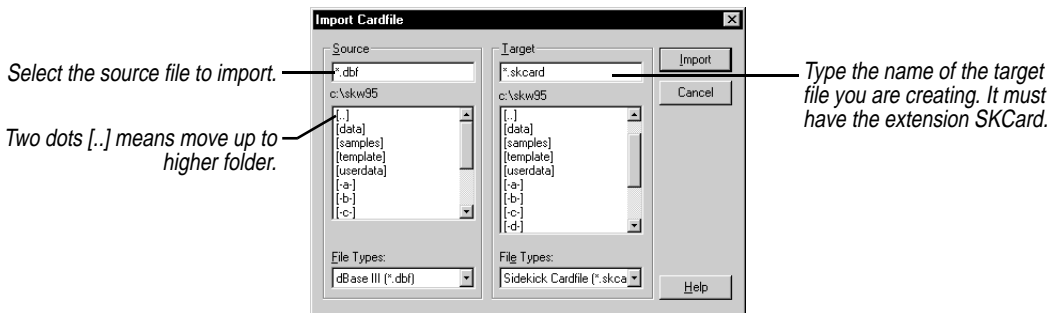 Import Cardfile
Select the source file to import.
Two dots [..] means move up to
higher folder.
Source
*.dbf
c:\skw95
[..]
[data]
[samples]
[template]
[userdata]
[-a-]
[-b-]
[-c-]
File Types:
dBase III (*.dbf)
Target
*.skcard
c:\skw95
[..]
[data]
[samples]
[template]
[userdata]
[-a-]
[-b-]
[-c-]
[-d-]
File Types:
Sidekick Cardfile (*.skca
Import
Cancel
Help
Type the name of the target
file you are creating. It must
have the extension SKCard.